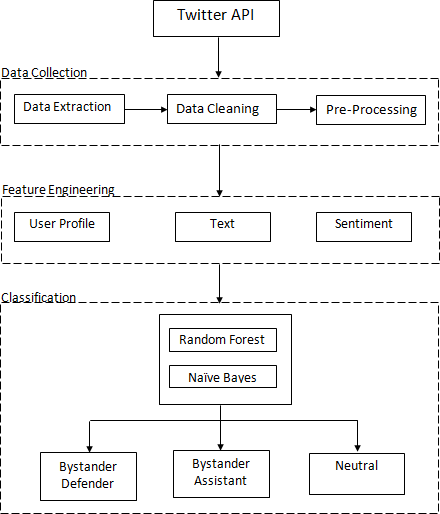 Twitter API
Data Collection
Data Extraction
Data Cleaning
Pre-Processing
Feature Engineering
User Profile
Text
Sentiment
Classification
Random Forest
Naïve Bayes
Bystander
Defender
Bystander
Assistant
Neutral